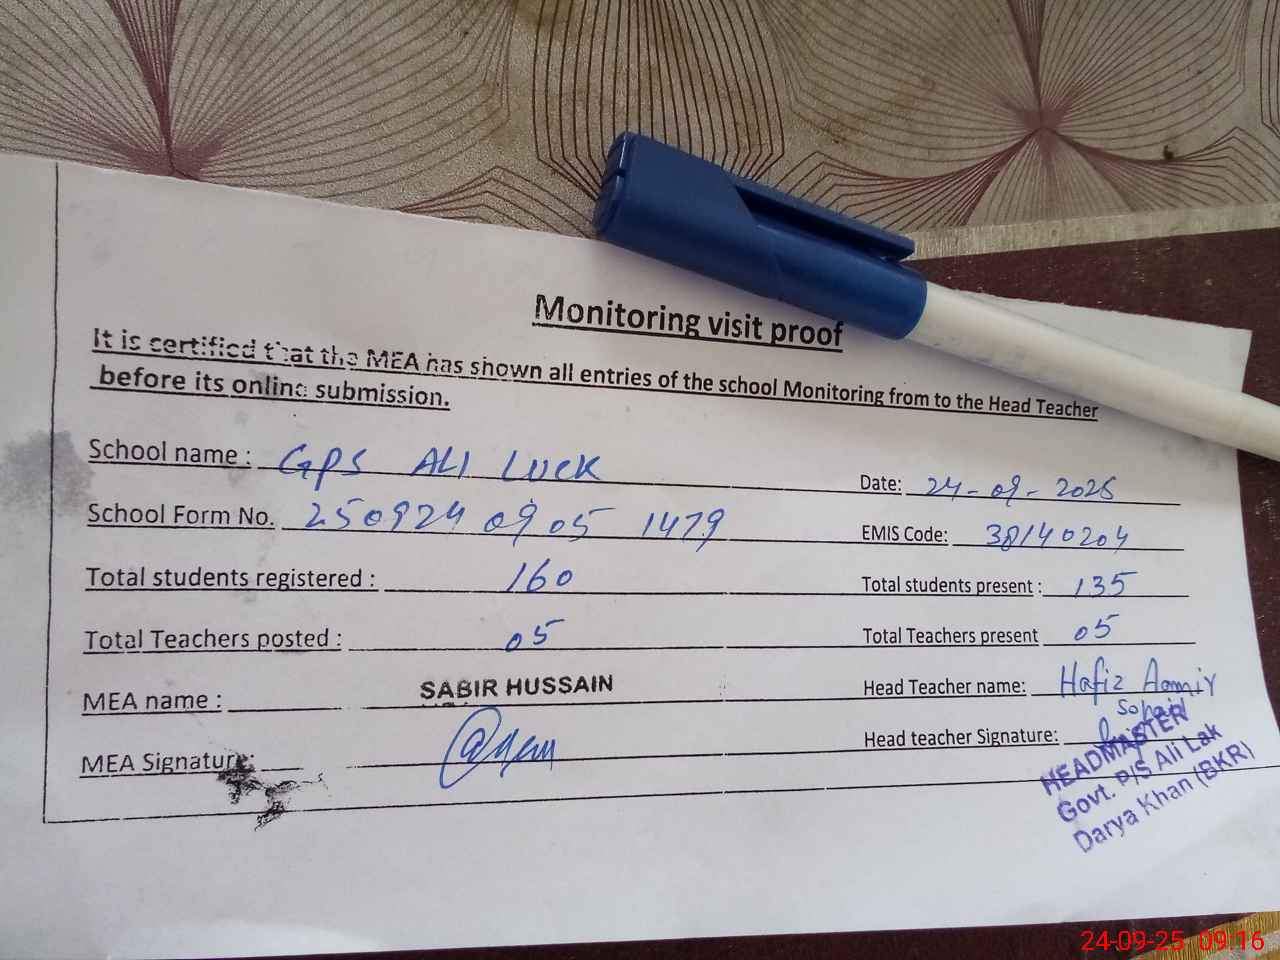 Monitoring visit proof
It is certified that the MEA has shown all entries of the school Monitoring from to the Head Teacher
before its online submission.
School name : GPS ALI LUCK
Date: 24-09-2025
School Form No. 250924 0905 1479
EMIS Code: 38140204
Total students registered : 160
Total students present : 135
Total Teachers posted : 05
Total Teachers present 05
MEA name : SABIR HUSSAIN
Head Teacher name: Hafiz Aamir
Sohail
MEA Signature:
Head teacher Signature:
HEADMASTER
Govt. P/S Ali Lak
Darya Khan (BKR)
24-09-25 09:16